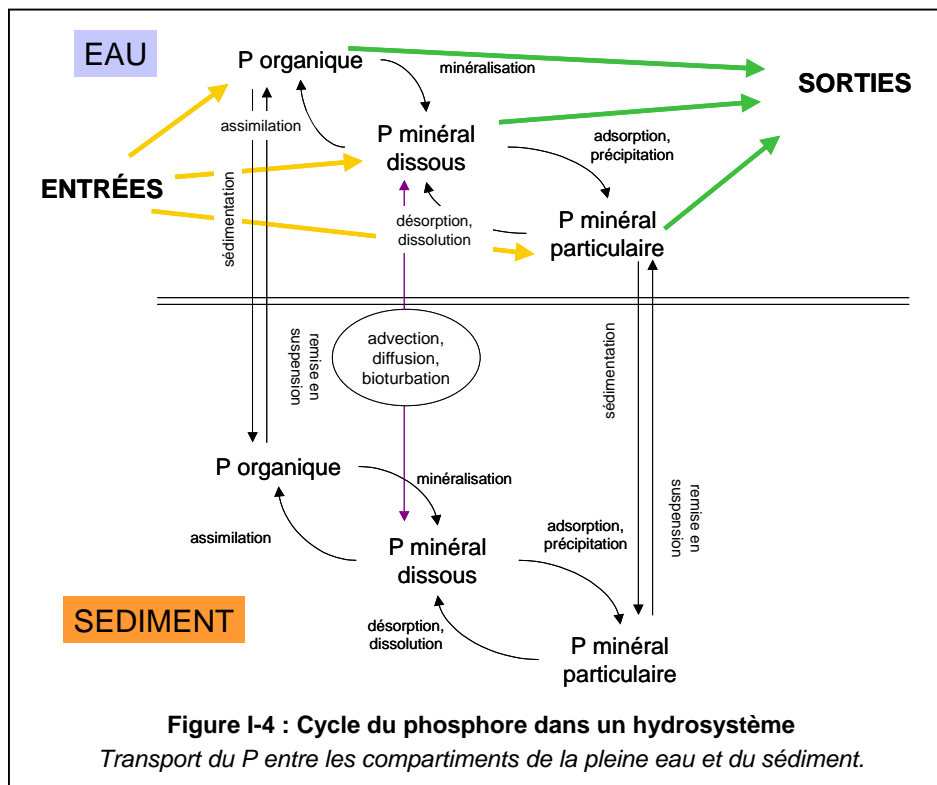 EAU
P organique
minéralisation
SORTIES
assimilation
P minéral
dissous
adsorption,
précipitation
ENTRÉES
sédimentation
désorption,
dissolution
P minéral
particulaire
remise en
suspension
advection,
diffusion,
bioturbation
sédimentation
remise en
suspension
P organique
minéralisation
assimilation
P minéral
dissous
adsorption,
précipitation
SEDIMENT
désorption,
dissolution
P minéral
particulaire
Figure I-4 : Cycle du phosphore dans un hydrosystème
Transport du P entre les compartiments de la pleine eau et du sédiment.